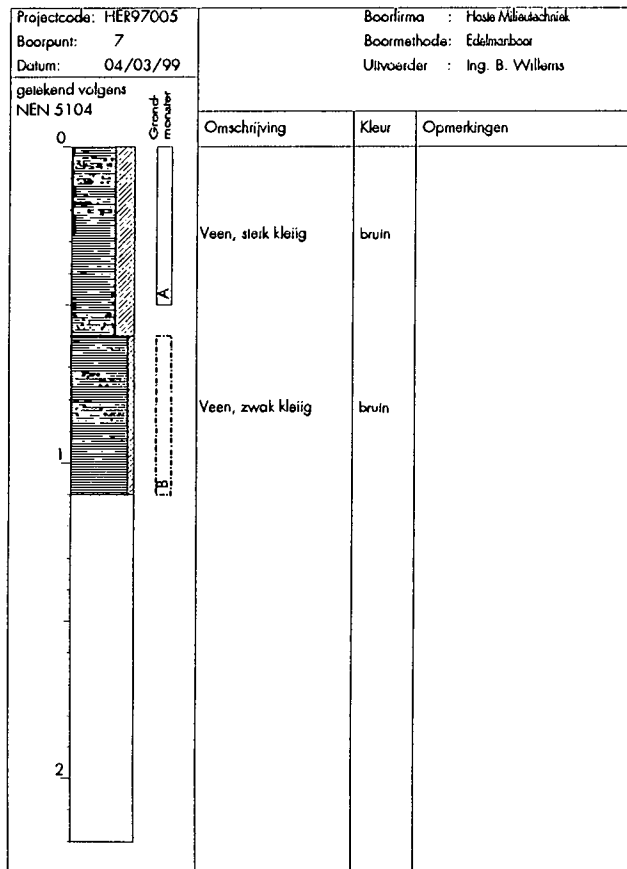 Projectcode: HER97005
Boorpunt: 7
Datum: 04/03/99
Boorfirma : Hoste Milieutechniek
Boormethode: Edelmanboor
Uitvoerder : Ing. B. Willems
getekend volgens
NEN 5104
Grond-
monster
Omschrijving Kleur Opmerkingen
0
Veen, sterk kleiig bruin
A
Veen, zwak kleiig bruin
1
B
2